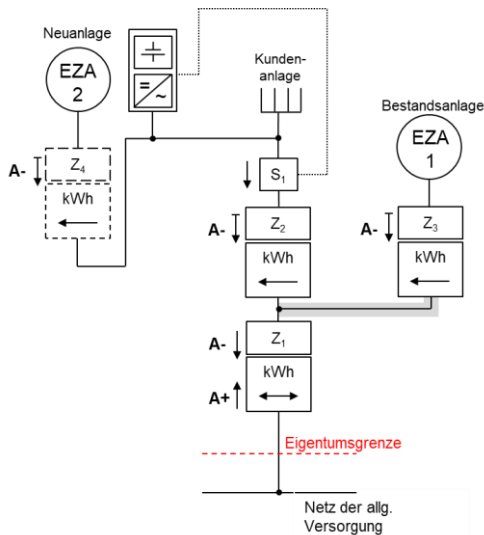 Neuanlage
EZA
2
=
~
Kunden-
anlage
Bestandsanlage
EZA
1
A-
Z4
kWh
S1
A-
Z2
kWh
A-
Z3
kWh
A-
Z1
A+
kWh
Eigentumsgrenze
Netz der allg.
Versorgung